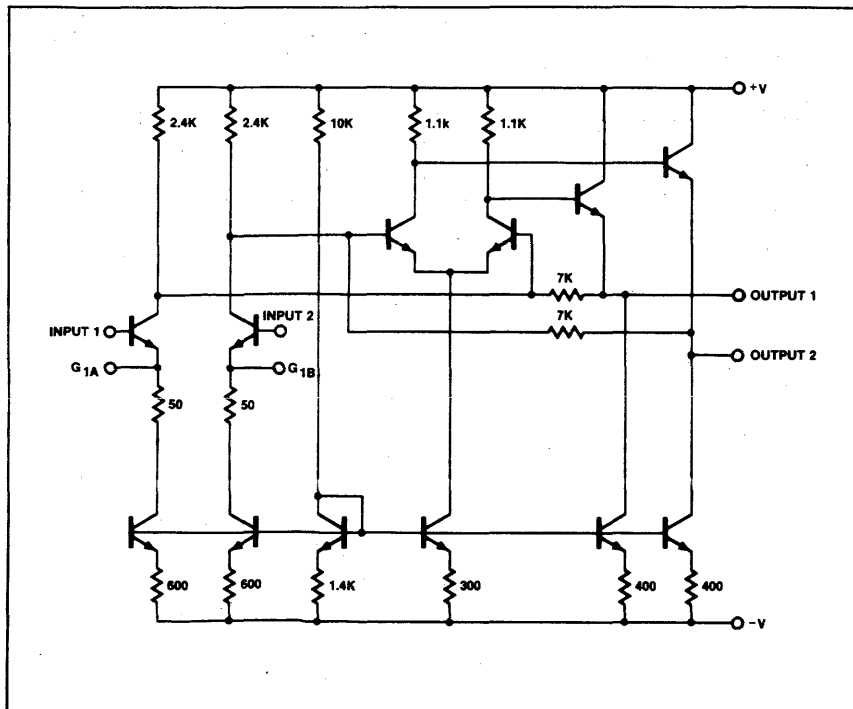 +V
2.4K 2.4K 10K 1.1k 1.1K
7K
OUTPUT 1
INPUT 1 INPUT 2
7K
OUTPUT 2
G1A G1B
50 50
600 600 1.4K 300 400 400
-V